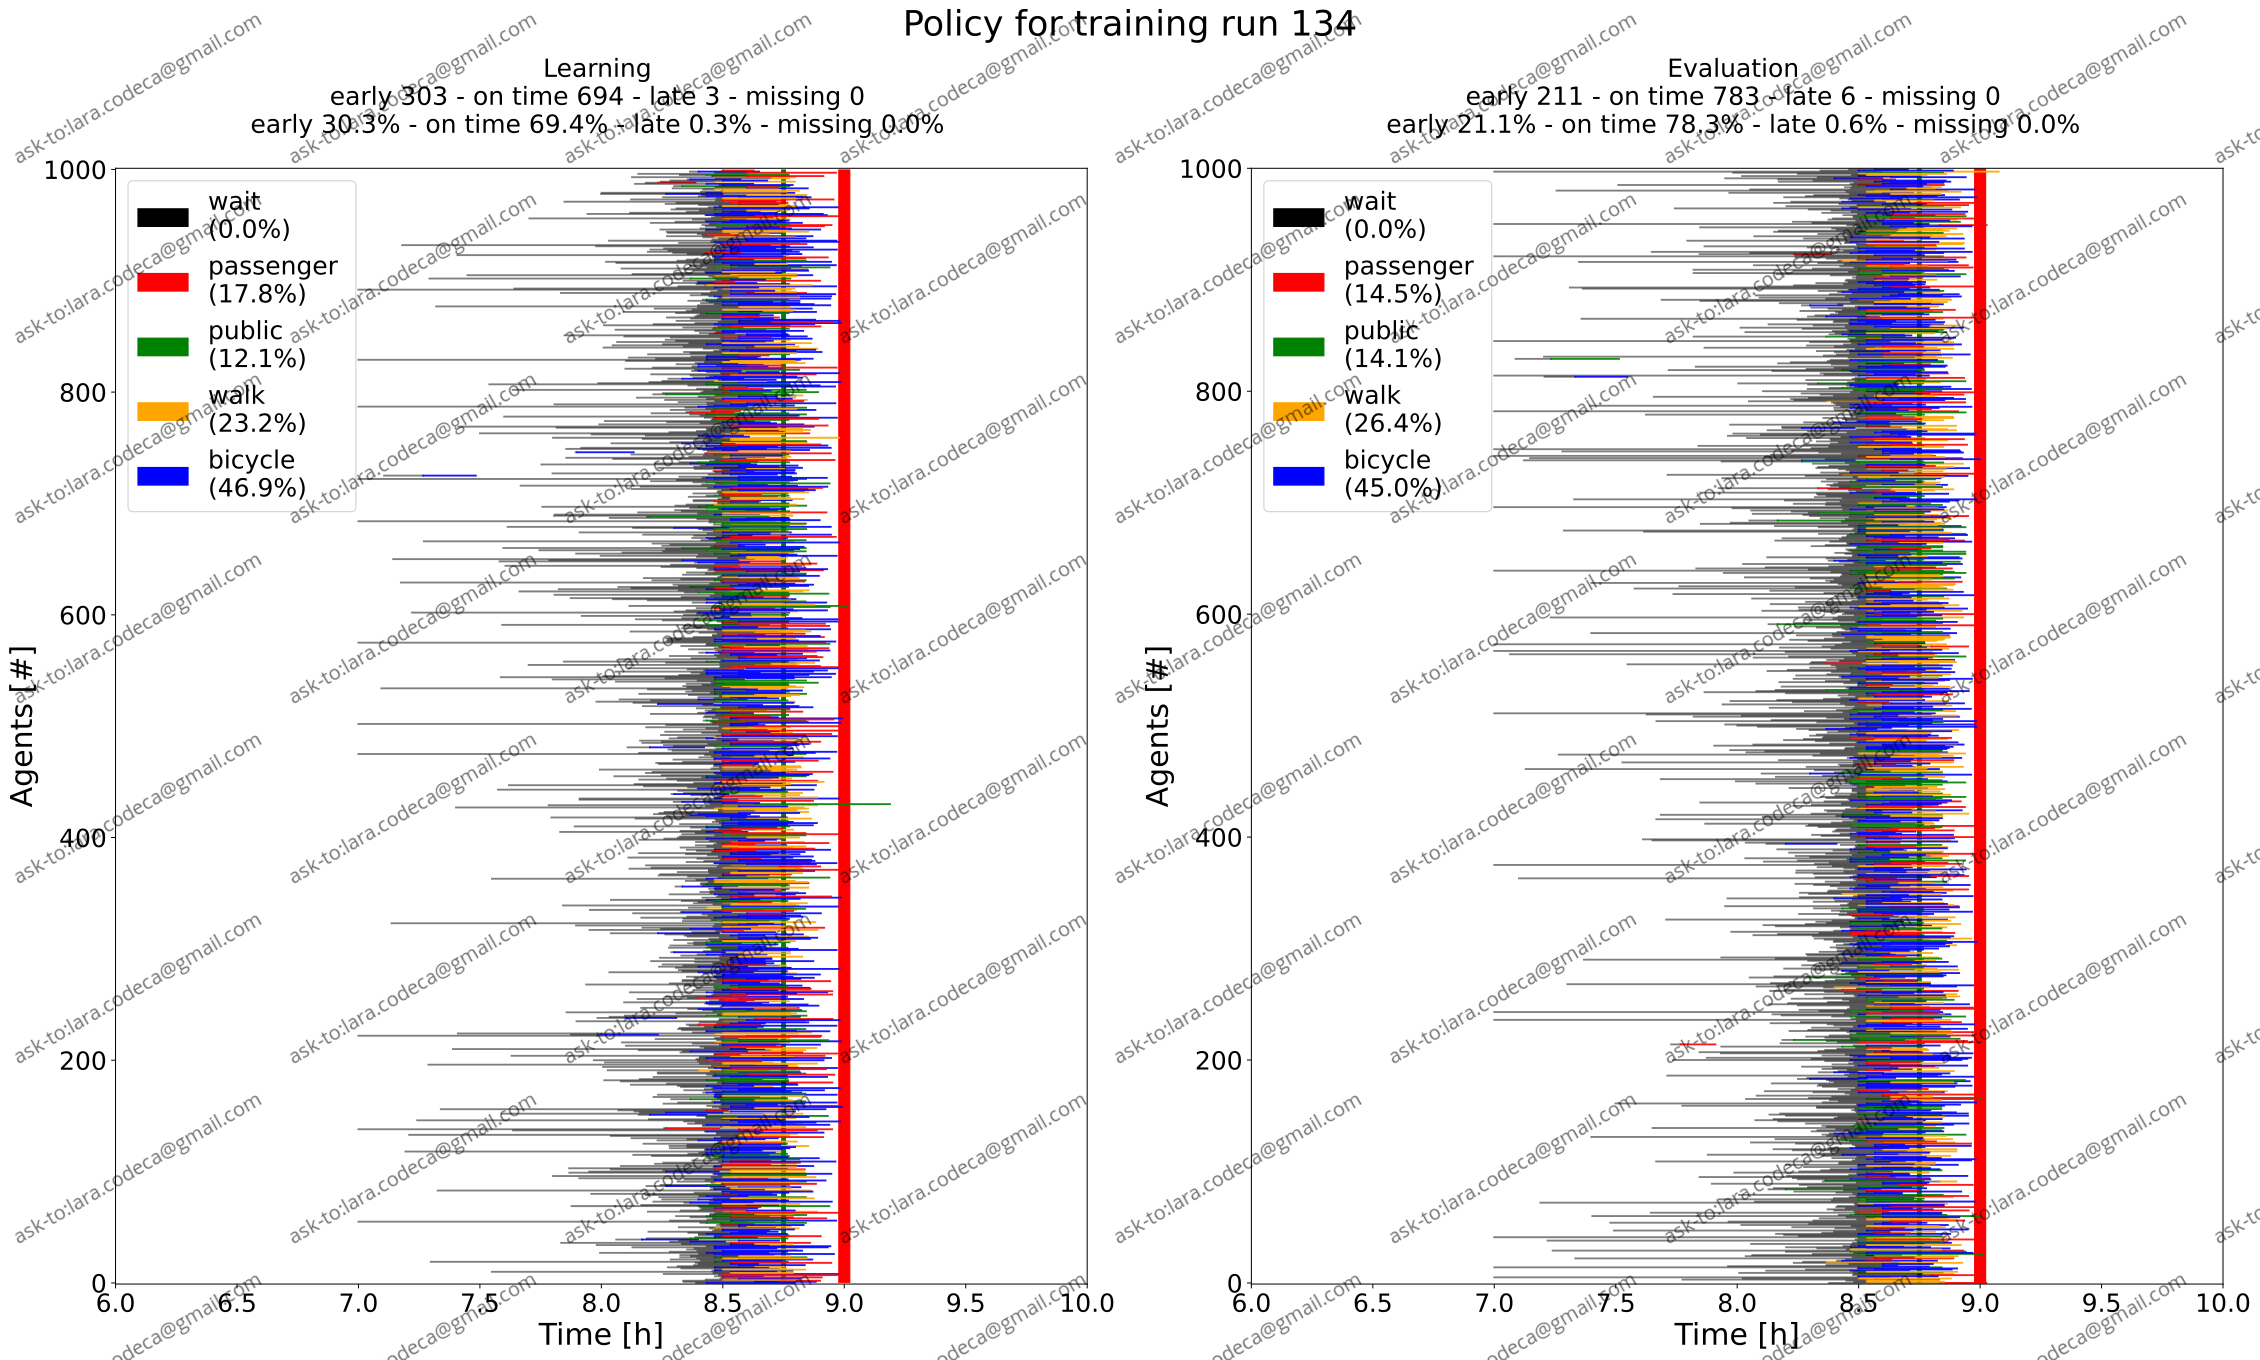 Policy for training run 134
Learning
early 303 - on time 694 - late 3 - missing 0
early 30.3% - on time 69.4% - late 0.3% - missing 0.0%
1000
800
600
400
200
0
Agents [#]
wait
(0.0%)
passenger
(17.8%)
public
(12.1%)
walk
(23.2%)
bicycle
(46.9%)
6.0 6.5 7.0 7.5 8.0 8.5 9.0 9.5 10.0
Time [h]
Evaluation
early 211 - on time 783 - late 6 - missing 0
early 21.1% - on time 78.3% - late 0.6% - missing 0.0%
1000
800
600
400
200
0
Agents [#]
wait
(0.0%)
passenger
(14.5%)
public
(14.1%)
walk
(26.4%)
bicycle
(45.0%)
6.0 6.5 7.0 7.5 8.0 8.5 9.0 9.5 10.0
Time [h]
ask-to:lara.codeca@gmail.com